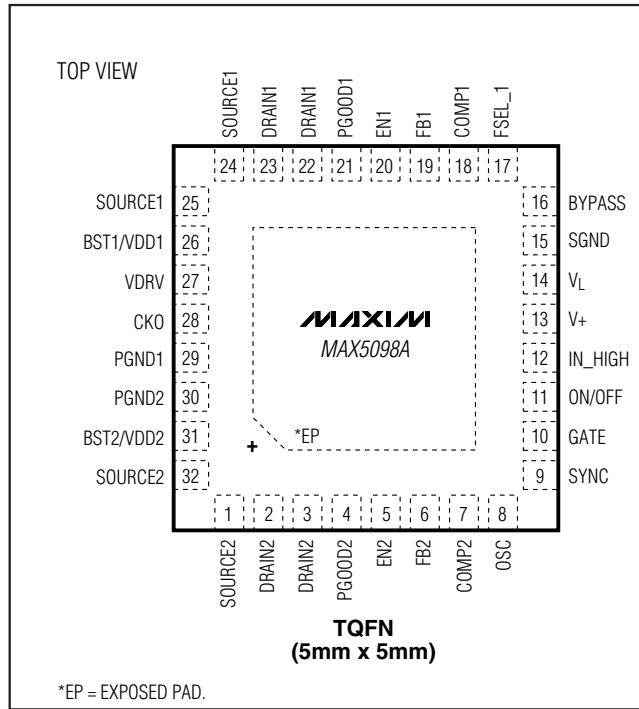 TOP VIEW
SOURCE1
DRAIN1
DRAIN1
PGOOD1
EN1
FB1
COMP1
FSEL_1
24 23 22 21 20 19 18 17
SOURCE1 25
BST1/VDD1 26
VDRV 27
CKO 28
PGND1 29
PGND2 30
BST2/VDD2 31
SOURCE2 32
16 BYPASS
15 SGND
14 VL
13 V+
12 IN_HIGH
11 ON/OFF
10 GATE
9 SYNC
MAXIM
MAX5098A
+
*EP
1 2 3 4 5 6 7 8
SOURCE2
DRAIN2
DRAIN2
PGOOD2
EN2
FB2
COMP2
OSC
TQFN
(5mm x 5mm)
*EP = EXPOSED PAD.